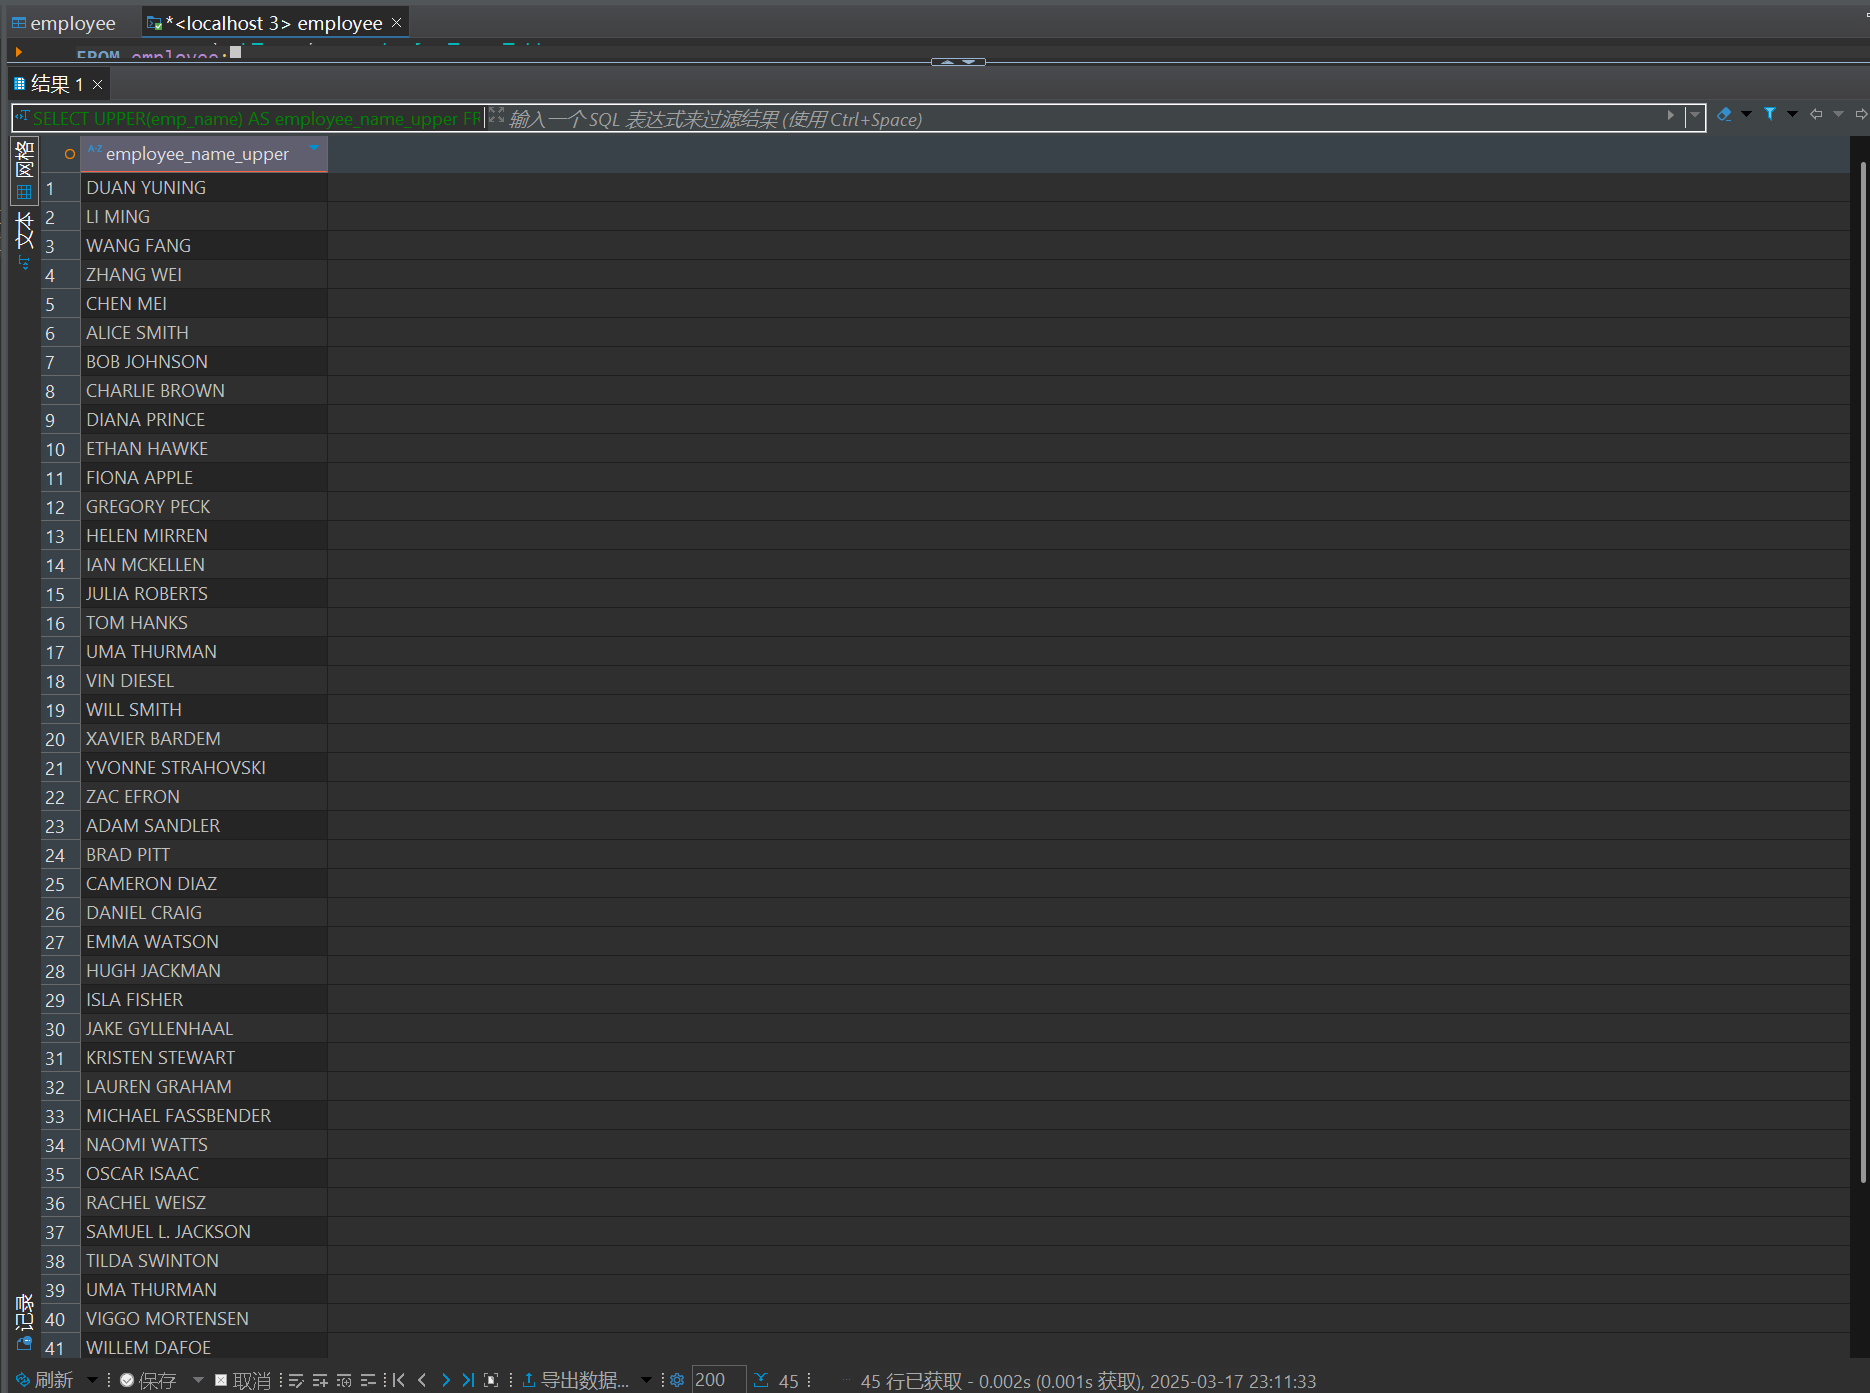 employee
*<localhost 3> employee
FROM employee;
结果 1
SELECT UPPER(emp_name) AS employee_name_upper FR
输入一个 SQL 表达式来过滤结果 (使用 Ctrl+Space)
网格
文本
记录
employee_name_upper
1 DUAN YUNING
2 LI MING
3 WANG FANG
4 ZHANG WEI
5 CHEN MEI
6 ALICE SMITH
7 BOB JOHNSON
8 CHARLIE BROWN
9 DIANA PRINCE
10 ETHAN HAWKE
11 FIONA APPLE
12 GREGORY PECK
13 HELEN MIRREN
14 IAN MCKELLEN
15 JULIA ROBERTS
16 TOM HANKS
17 UMA THURMAN
18 VIN DIESEL
19 WILL SMITH
20 XAVIER BARDEM
21 YVONNE STRAHOVSKI
22 ZAC EFRON
23 ADAM SANDLER
24 BRAD PITT
25 CAMERON DIAZ
26 DANIEL CRAIG
27 EMMA WATSON
28 HUGH JACKMAN
29 ISLA FISHER
30 JAKE GYLLENHAAL
31 KRISTEN STEWART
32 LAUREN GRAHAM
33 MICHAEL FASSBENDER
34 NAOMI WATTS
35 OSCAR ISAAC
36 RACHEL WEISZ
37 SAMUEL L. JACKSON
38 TILDA SWINTON
39 UMA THURMAN
40 VIGGO MORTENSEN
41 WILLEM DAFOE
刷新 保存 取消 导出数据... 200 45 45 行已获取 - 0.002s (0.001s 获取), 2025-03-17 23:11:33